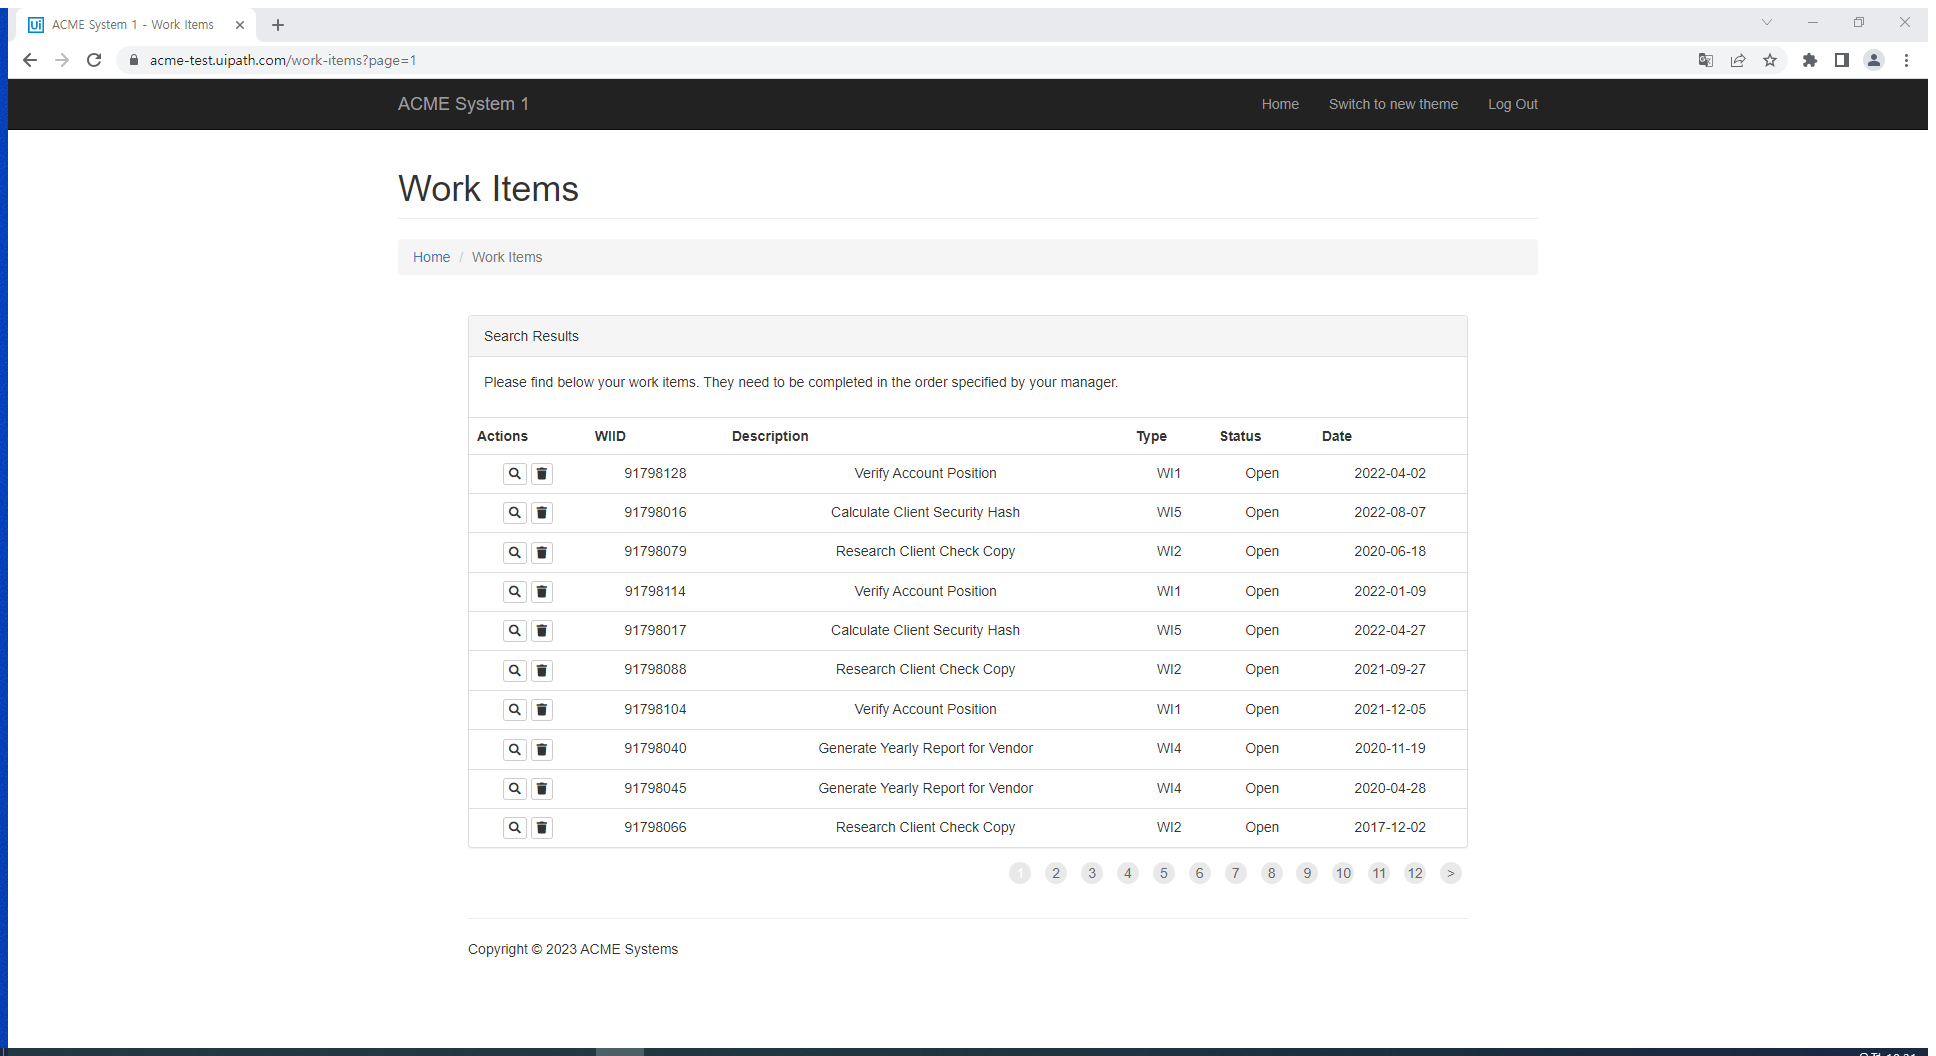 Ui ACME System 1 - Work Items
acme-test.uipath.com/work-items?page=1
ACME System 1 Home Switch to new theme Log Out
Work Items
Home / Work Items
Search Results
Please find below your work items. They need to be completed in the order specified by your manager.
Actions WIID Description Type Status Date
91798128 Verify Account Position WI1 Open 2022-04-02
91798016 Calculate Client Security Hash WI5 Open 2022-08-07
91798079 Research Client Check Copy WI2 Open 2020-06-18
91798114 Verify Account Position WI1 Open 2022-01-09
91798017 Calculate Client Security Hash WI5 Open 2022-04-27
91798088 Research Client Check Copy WI2 Open 2021-09-27
91798104 Verify Account Position WI1 Open 2021-12-05
91798040 Generate Yearly Report for Vendor WI4 Open 2020-11-19
91798045 Generate Yearly Report for Vendor WI4 Open 2020-04-28
91798066 Research Client Check Copy WI2 Open 2017-12-02
1 2 3 4 5 6 7 8 9 10 11 12 >
Copyright © 2023 ACME Systems